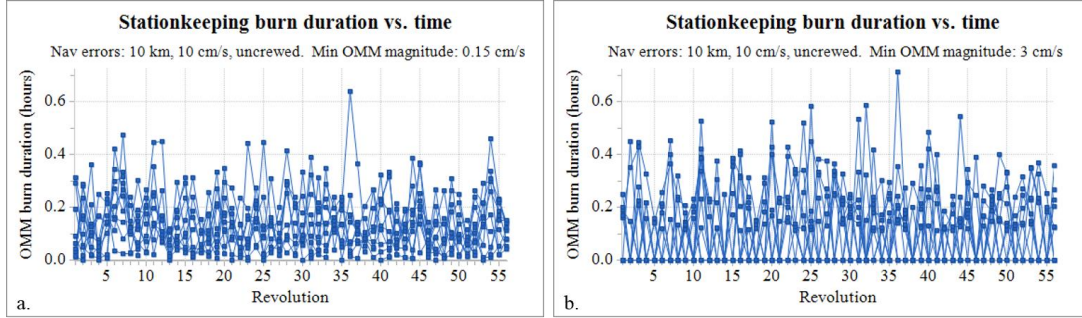 Stationkeeping burn duration vs. time
Nav errors: 10 km, 10 cm/s, uncrewed. Min OMM magnitude: 0.15 cm/s
OMM burn duration (hours)
0.6
0.4
0.2
0.0
5 10 15 20 25 30 35 40 45 50 55
Revolution
a.
Stationkeeping burn duration vs. time
Nav errors: 10 km, 10 cm/s, uncrewed. Min OMM magnitude: 3 cm/s
OMM burn duration (hours)
0.6
0.4
0.2
0.0
5 10 15 20 25 30 35 40 45 50 55
Revolution
b.